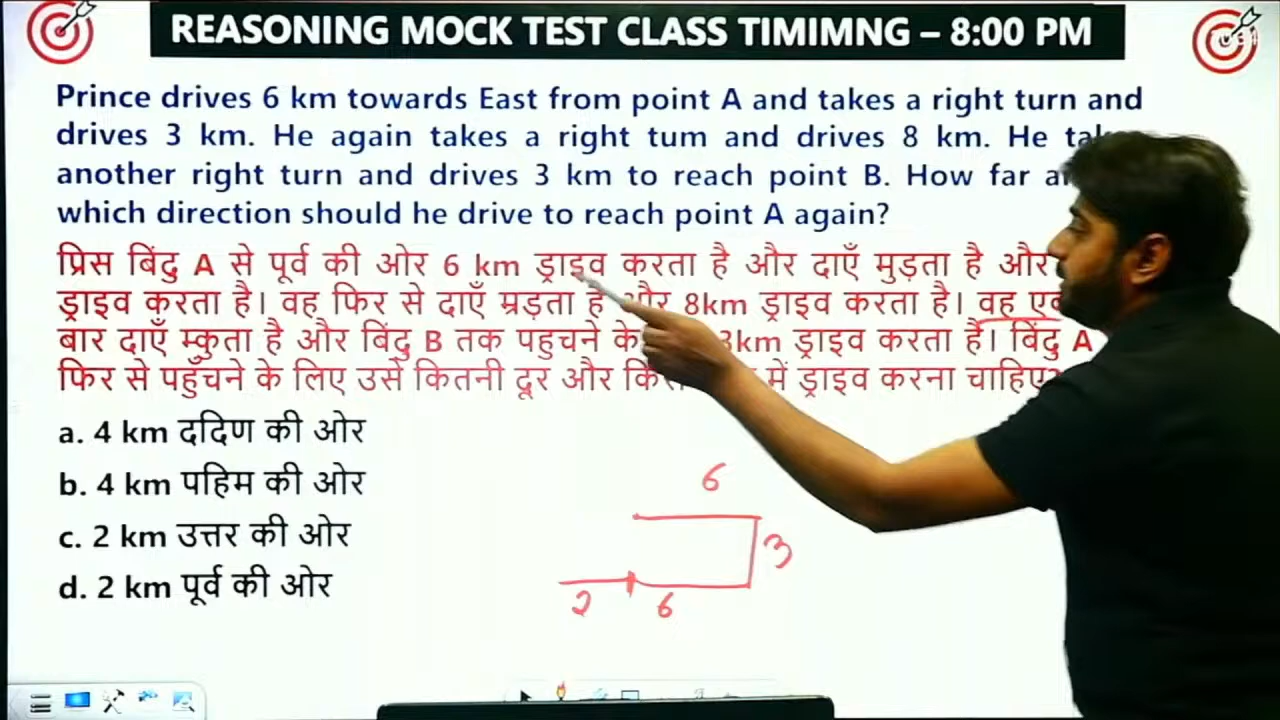 REASONING MOCK TEST CLASS TIMIMNG – 8:00 PM
Prince drives 6 km towards East from point A and takes a right turn and
drives 3 km. He again takes a right tum and drives 8 km. He
another right turn and drives 3 km to reach point B. How far
which direction should he drive to reach point A again?
प्रिस बिंदु A से पूर्व की ओर 6 km ड्राइव करता है और दाएँ मुड़ता है और
ड्राइव करता है। वह फिर से दाएँ म्रड़ता है और 8km ड्राइव करता है। वह
बार दाएँ म्कुता है और बिंदु B तक पहुचने के 3km ड्राइव करता है। बिंदु A
फिर से पहुँचने के लिए उसे कितनी दूर और में ड्राइव करना चाहिए
a. 4 km ददिण की ओर
b. 4 km पहिम की ओर
c. 2 km उत्तर की ओर
d. 2 km पूर्व की ओर
6
3
2 6